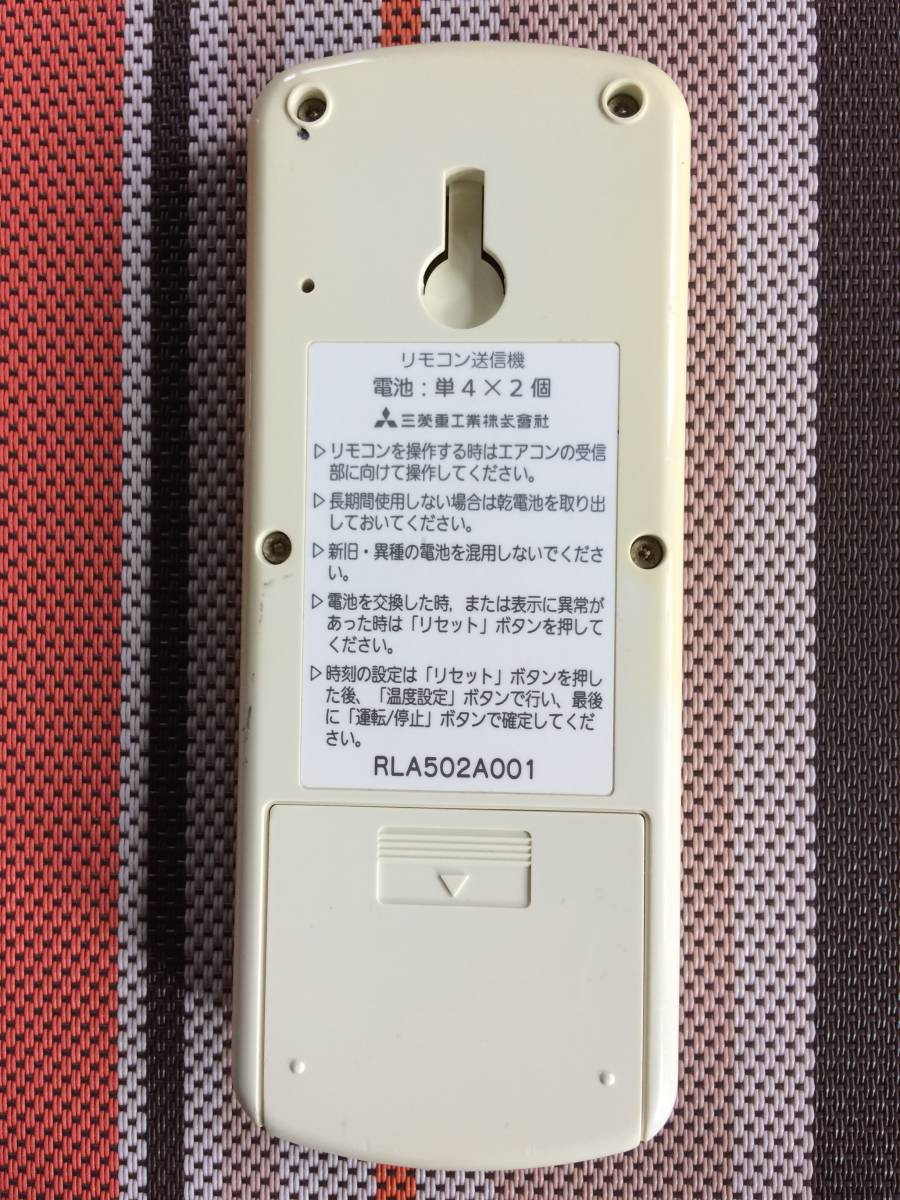 リモコン送信機
電池：単４×２個
三菱重工業株式會社
▷リモコンを操作する時はエアコンの受信
部に向けて操作してください。
▷長期間使用しない場合は乾電池を取り出
しておいてください。
▷新旧・異種の電池を混用しないでくださ
い。
▷電池を交換した時，または表示に異常が
あった時は「リセット」ボタンを押して
ください。
▷時刻の設定は「リセット」ボタンを押し
た後、「温度設定」ボタンで行い、最後
に「運転/停止」ボタンで確定してくだ
さい。
RLA502A001